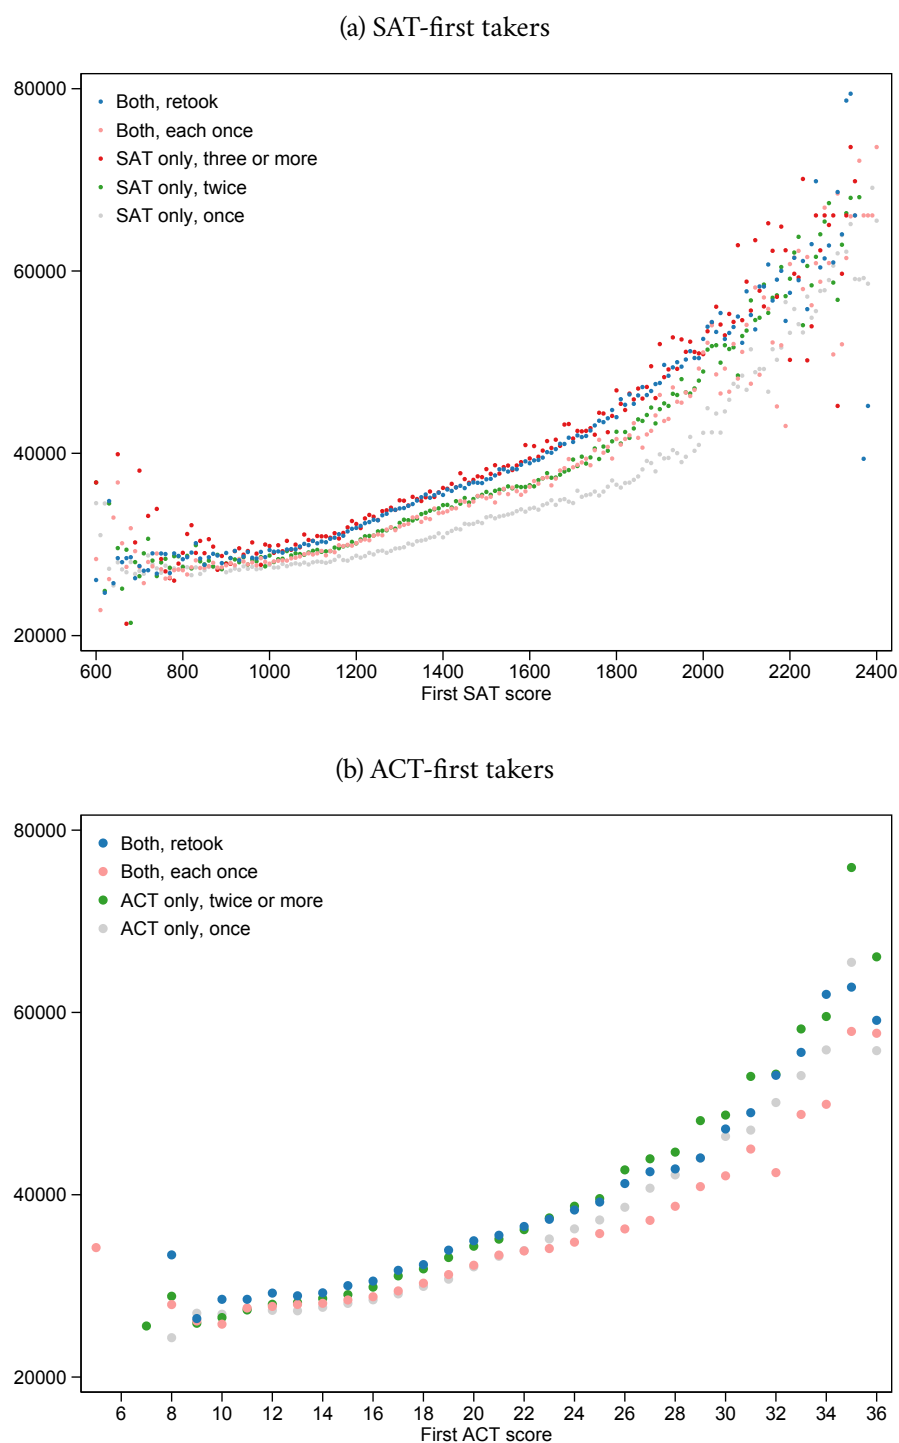 (a) SAT-first takers
80000
60000
40000
20000
Both, retook
Both, each once
SAT only, three or more
SAT only, twice
SAT only, once
600 800 1000 1200 1400 1600 1800 2000 2200 2400
First SAT score
(b) ACT-first takers
80000
60000
40000
20000
Both, retook
Both, each once
ACT only, twice or more
ACT only, once
6 8 10 12 14 16 18 20 22 24 26 28 30 32 34 36
First ACT score